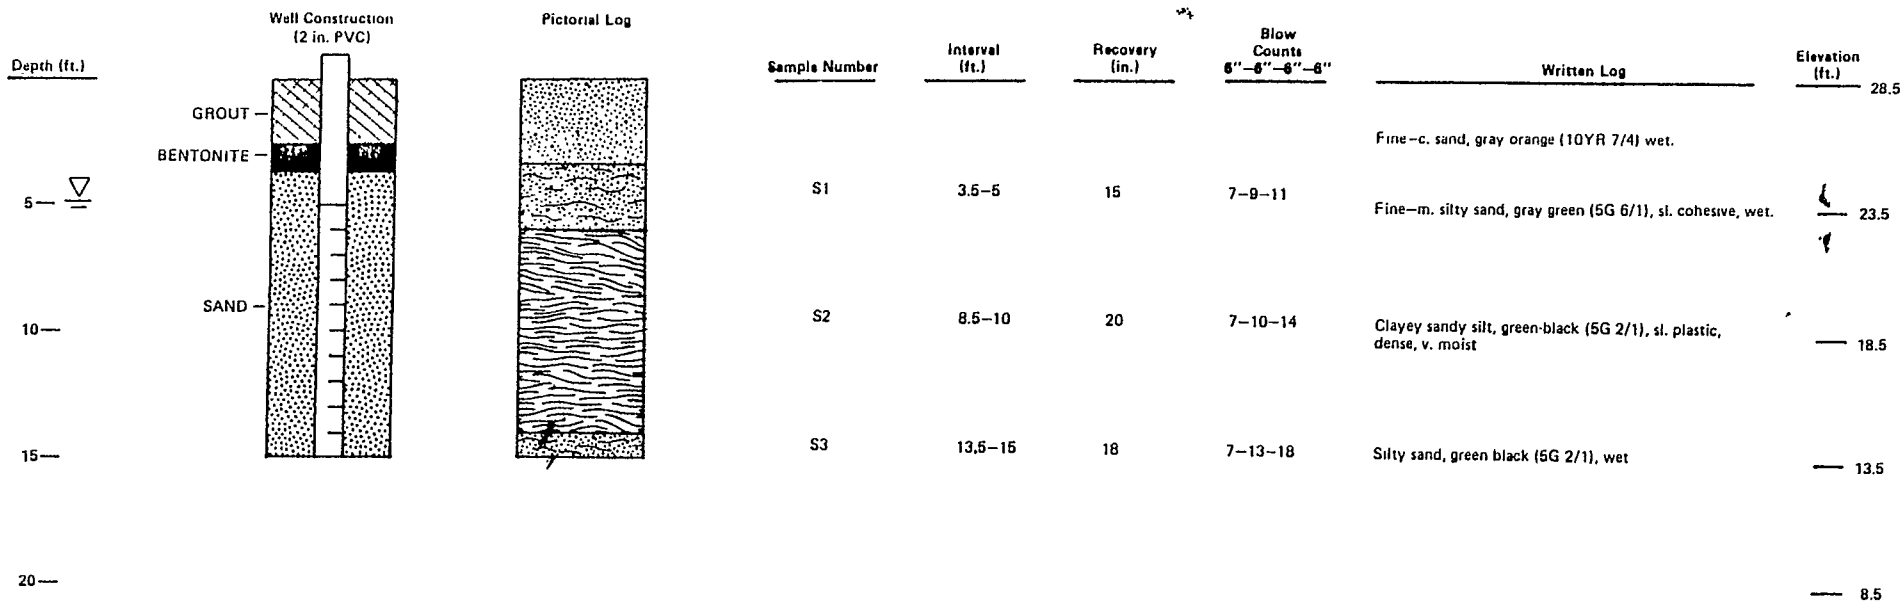 Well Construction
(2 in. PVC)
Pictorial Log
Depth (ft.)
Sample Number
Interval
(ft.)
Recovery
(in.)
Blow
Counts
6"—6"—6"—6"
Written Log
Elevation
(ft.)
28.5
GROUT
BENTONITE
SAND
Fine—c. sand, gray orange (10YR 7/4) wet.
5
S1
3.5—5
15
7—9—11
Fine—m. silty sand, gray green (5G 6/1), sl. cohesive, wet.
23.5
10
S2
8.5—10
20
7—10—14
Clayey sandy silt, green-black (5G 2/1), sl. plastic,
dense, v. moist
18.5
15
S3
13.5—15
18
7—13—18
Silty sand, green black (5G 2/1), wet
13.5
20
8.5